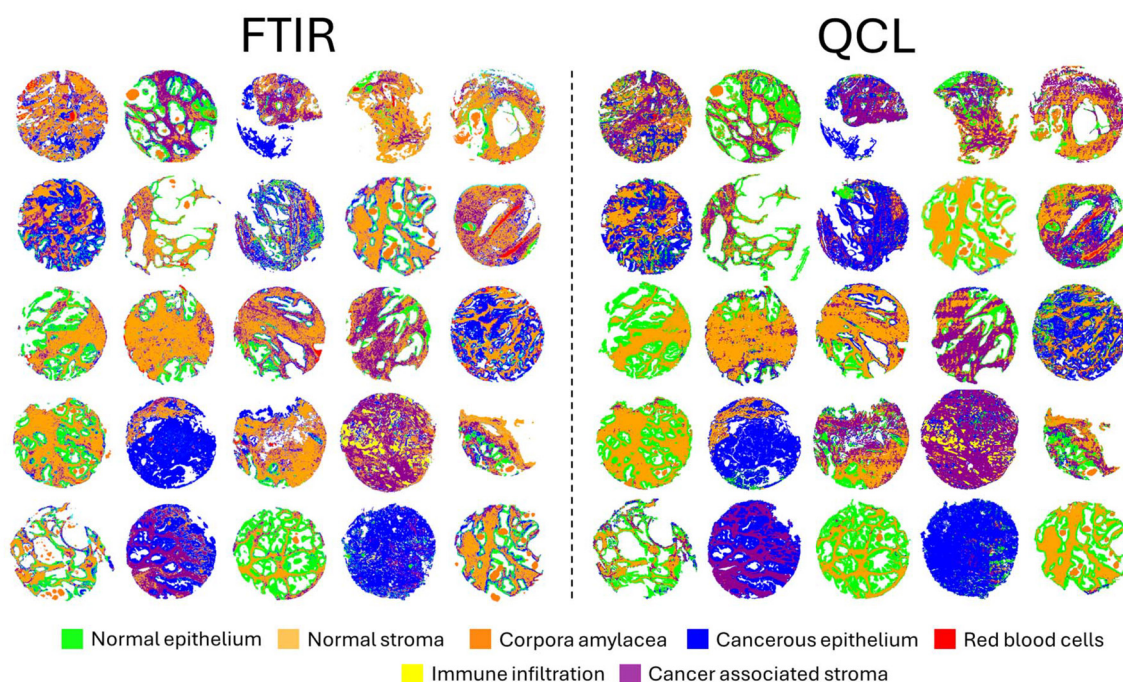 FTIR QCL
Normal epithelium Normal stroma Corpora amylacea Cancerous epithelium Red blood cells
Immune infiltration Cancer associated stroma